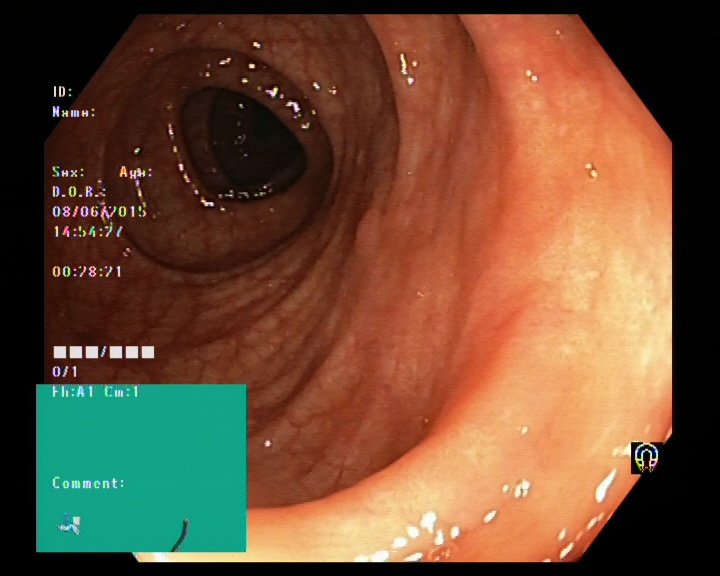 ID:
Name:
Sex: Age:
D.O.B.:
08/06/2015
14:54:27
00:28:21
■■■/■■■
0/1
Eh:A1 Cm:1
Comment: